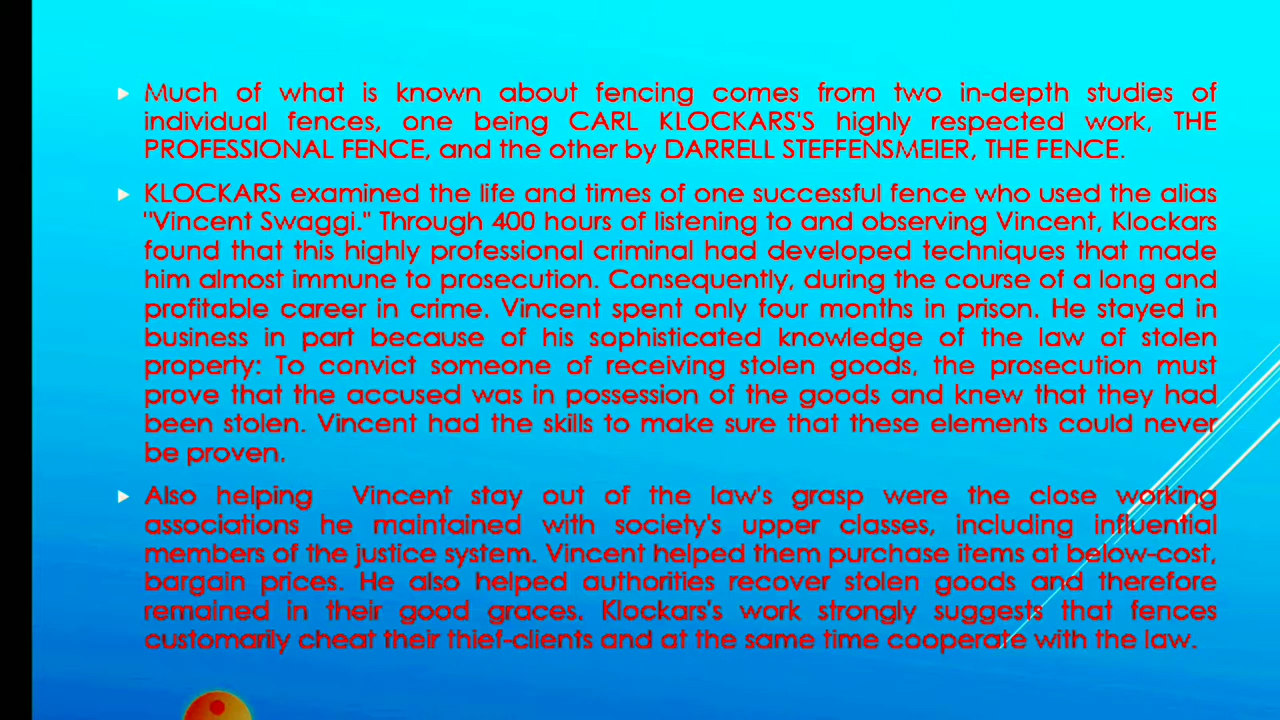 Much of what is known about fencing comes from two in-depth studies of
individual fences, one being CARL KLOCKARS'S highly respected work, THE
PROFESSIONAL FENCE, and the other by DARRELL STEFFENSMEIER, THE FENCE.
KLOCKARS examined the life and times of one successful fence who used the alias
"Vincent Swaggi." Through 400 hours of listening to and observing Vincent, Klockars
found that this highly professional criminal had developed techniques that made
him almost immune to prosecution. Consequently, during the course of a long and
profitable career in crime. Vincent spent only four months in prison. He stayed in
business in part because of his sophisticated knowledge of the law of stolen
property: To convict someone of receiving stolen goods, the prosecution must
prove that the accused was in possession of the goods and knew that they had
been stolen. Vincent had the skills to make sure that these elements could never
be proven.
Also helping Vincent stay out of the law's grasp were the close working
associations he maintained with society's upper classes, including influential
members of the justice system. Vincent helped them purchase items at below-cost,
bargain prices. He also helped authorities recover stolen goods and therefore
remained in their good graces. Klockars's work strongly suggests that fences
customarily cheat their thief-clients and at the same time cooperate with the law.